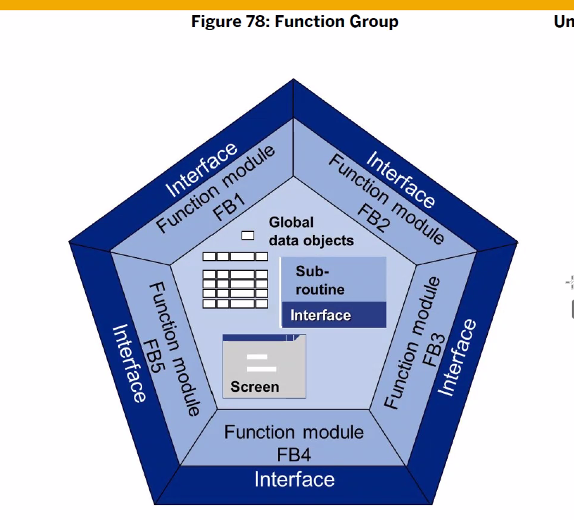 Figure 78: Function Group
Un
Interface
Function module
FB1
Interface
Function module
FB2
Global
data objects
Sub-
routine
Interface
Screen
Function module
FB5
Interface
Function module
FB3
Interface
Function module
FB4
Interface